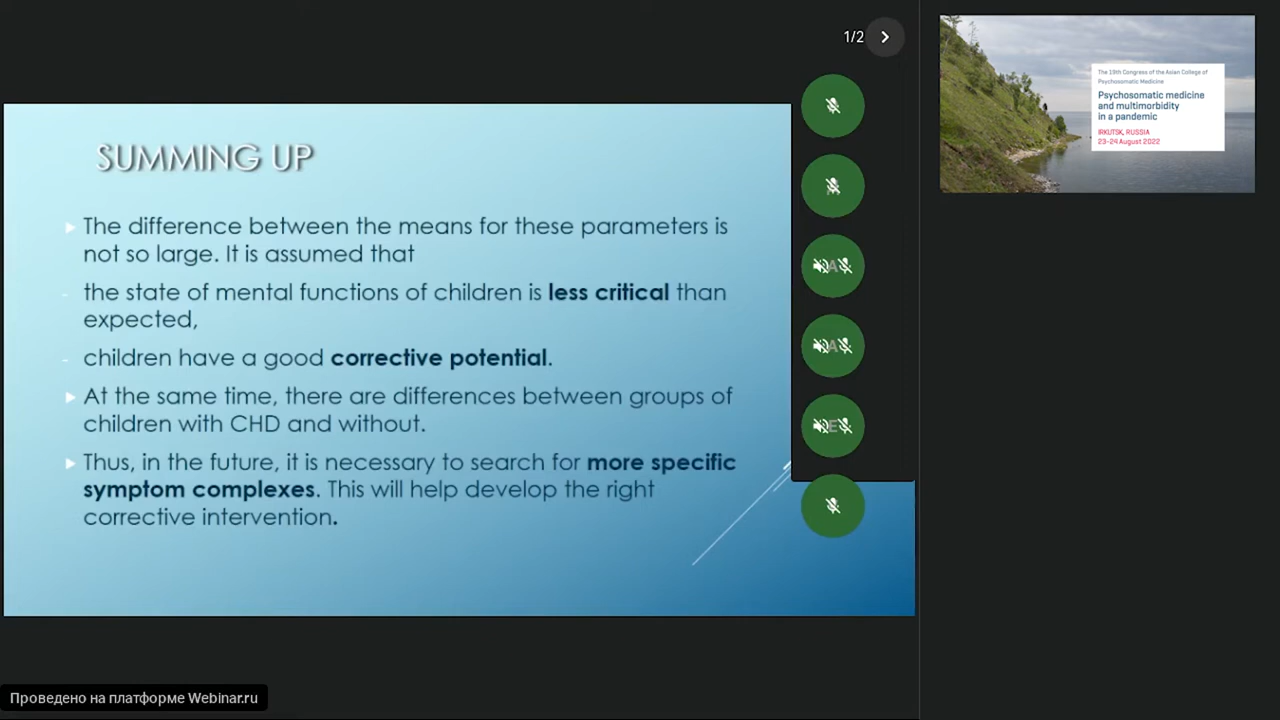 1/2
SUMMING UP
The difference between the means for these parameters is
not so large. It is assumed that
- the state of mental functions of children is less critical than
expected,
- children have a good corrective potential.
At the same time, there are differences between groups of
children with CHD and without.
Thus, in the future, it is necessary to search for more specific
symptom complexes. This will help develop the right
corrective intervention.
A
A
E
The 19th Congress of the Asian College of
Psychosomatic Medicine
Psychosomatic medicine
and multimorbidity
in a pandemic
IRKUTSK, RUSSIA
23-24 August 2022
Проведено на платформе Webinar.ru